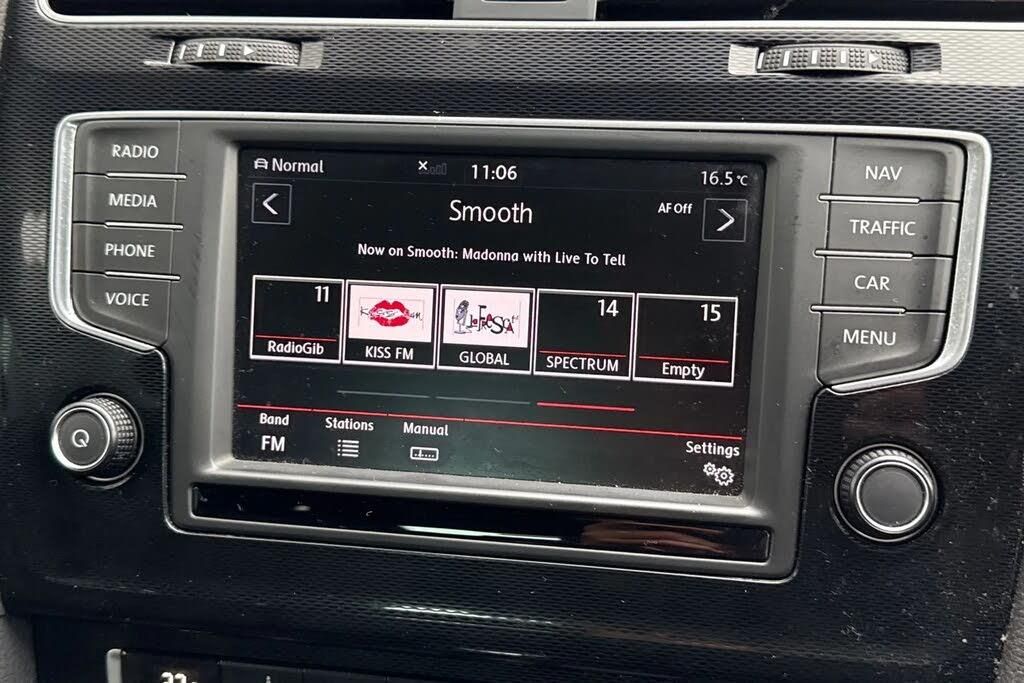 RADIO
MEDIA
PHONE
VOICE
Normal
11:06
16.5°C
Smooth
AF Off
Now on Smooth: Madonna with Live To Tell
11
RadioGib
KISS FM
GLOBAL
14
SPECTRUM
15
Empty
Band
FM
Stations
Manual
Settings
NAV
TRAFFIC
CAR
MENU